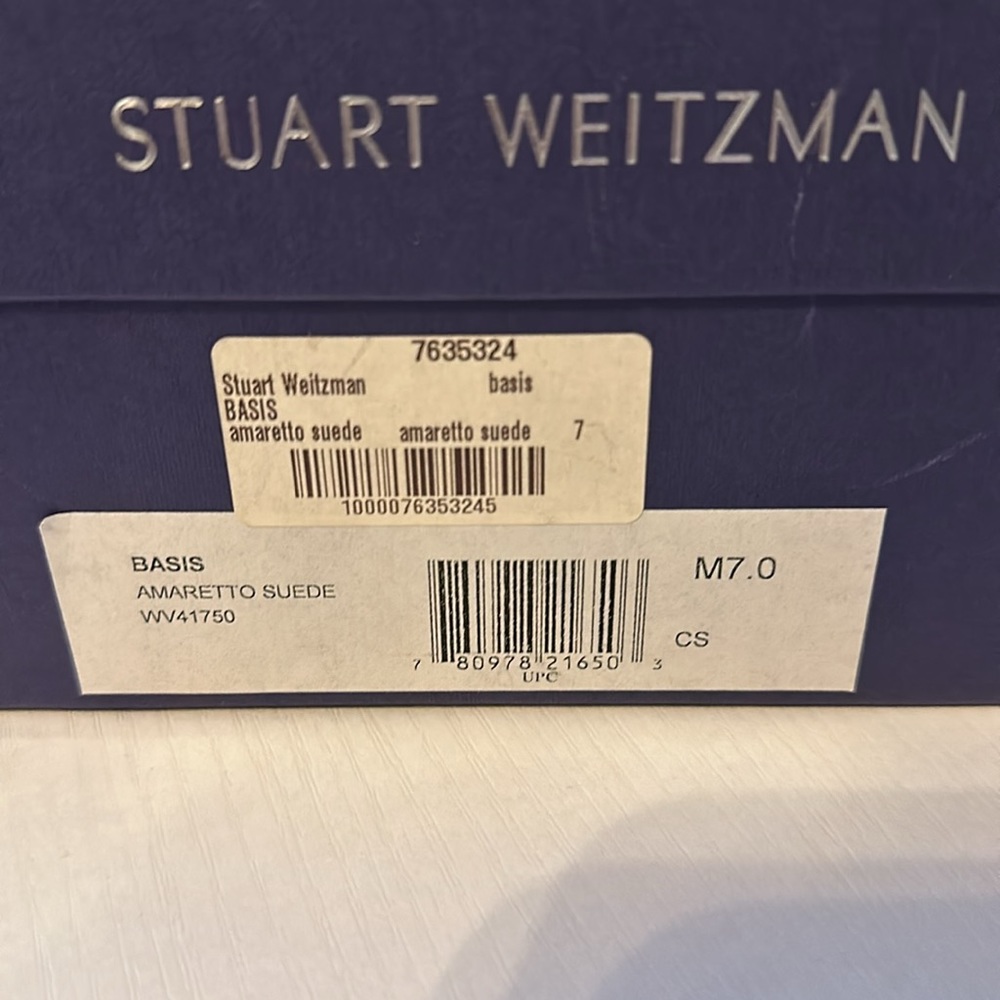 STUART WEITZMAN
7635324
Stuart Weitzman basis
BASIS
amaretto suede amaretto suede 7
1000076353245
BASIS M7.0
AMARETTO SUEDE
WV41750
CS
7 80978 21650 3
UPC